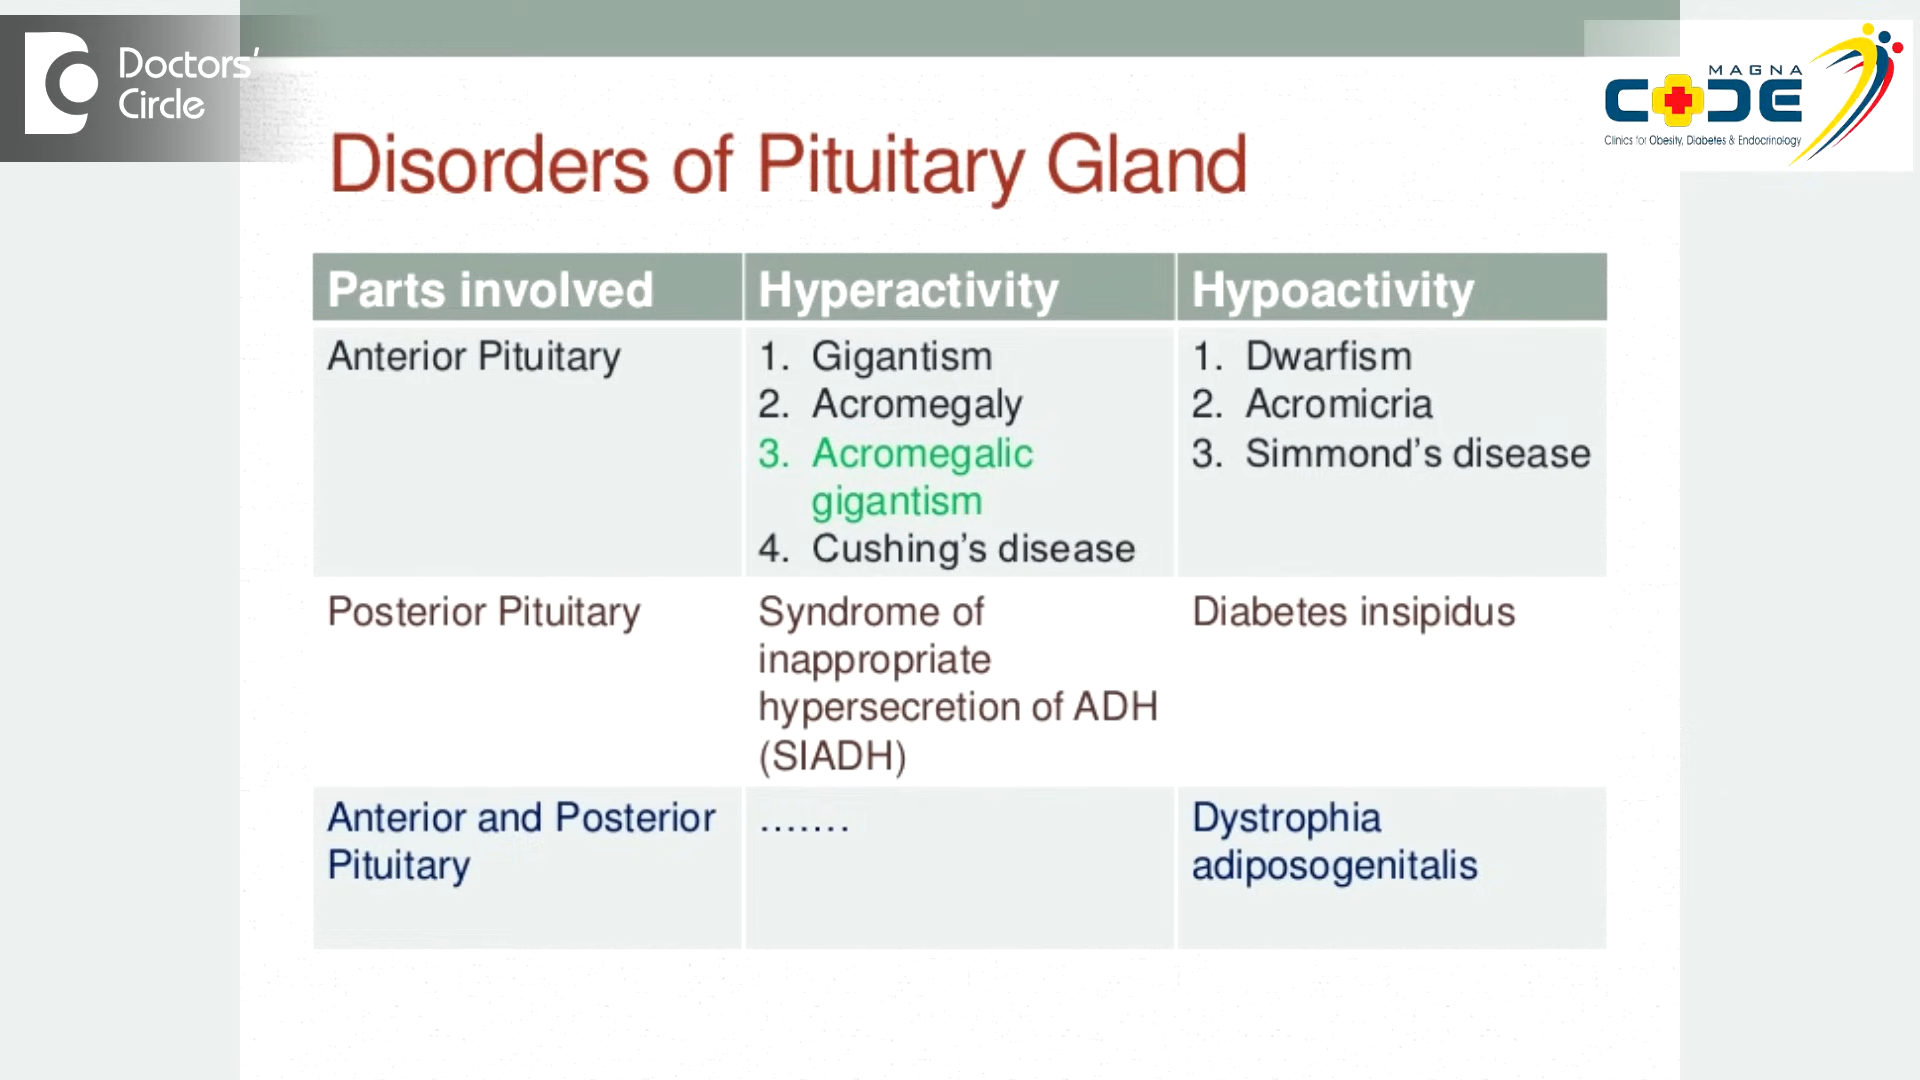 Doctors'
Circle
MAGNA
CODE
Clinics for Obesity, Diabetes & Endocrinology
Disorders of Pituitary Gland
Parts involved
Hyperactivity
Hypoactivity
Anterior Pituitary
1. Gigantism
2. Acromegaly
3. Acromegalic
gigantism
4. Cushing's disease
1. Dwarfism
2. Acromicria
3. Simmond's disease
Posterior Pituitary
Syndrome of
inappropriate
hypersecretion of ADH
(SIADH)
Diabetes insipidus
Anterior and Posterior
Pituitary
.......
Dystrophia
adiposogenitalis